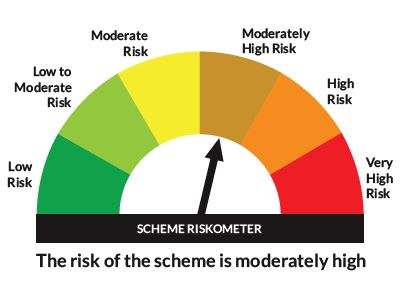 Low
Risk
Low to
Moderate
Risk
Moderate
Risk
Moderately
High Risk
High
Risk
Very
High
Risk
SCHEME RISKOMETER
The risk of the scheme is moderately high